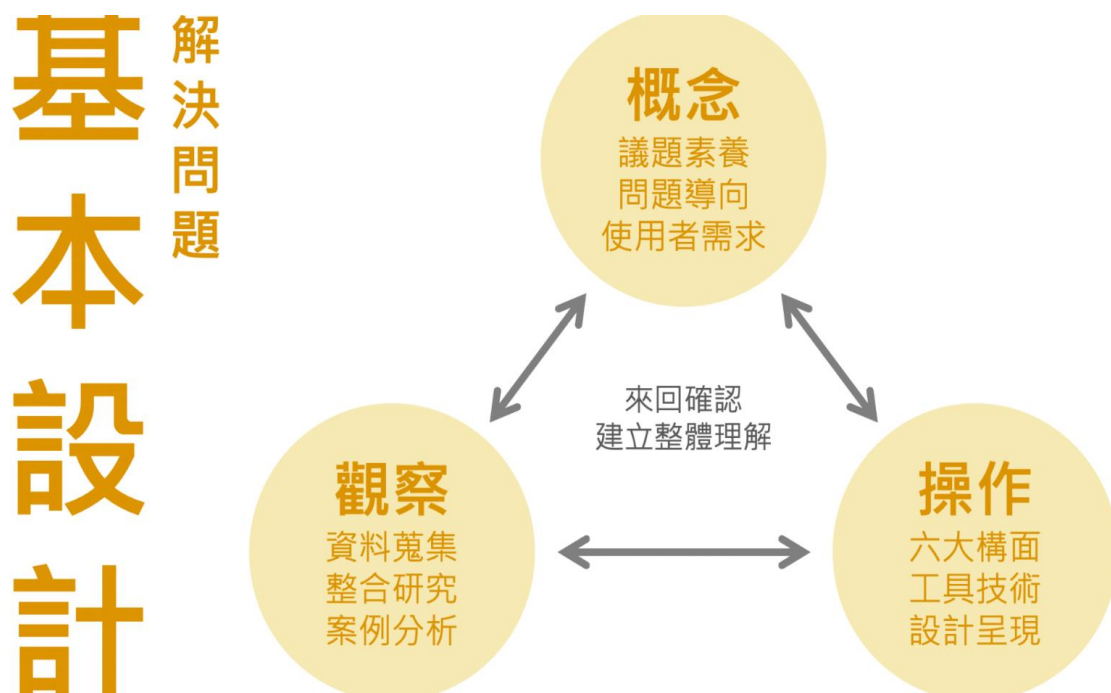 基本設計
解決問題
概念
議題素養
問題導向
使用者需求
來回確認
建立整體理解
觀察
資料蒐集
整合研究
案例分析
操作
六大構面
工具技術
設計呈現